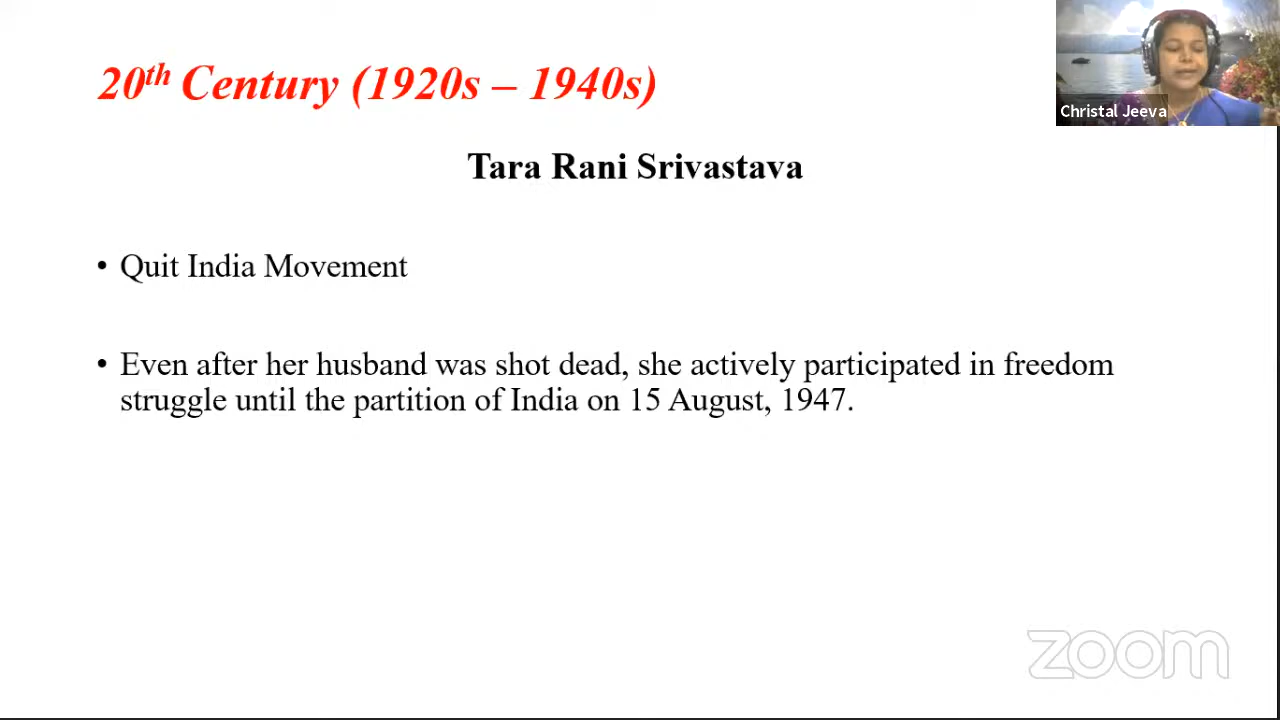 20th Century (1920s – 1940s)
Christal Jeeva
Tara Rani Srivastava
• Quit India Movement
• Even after her husband was shot dead, she actively participated in freedom
struggle until the partition of India on 15 August, 1947.
zoom